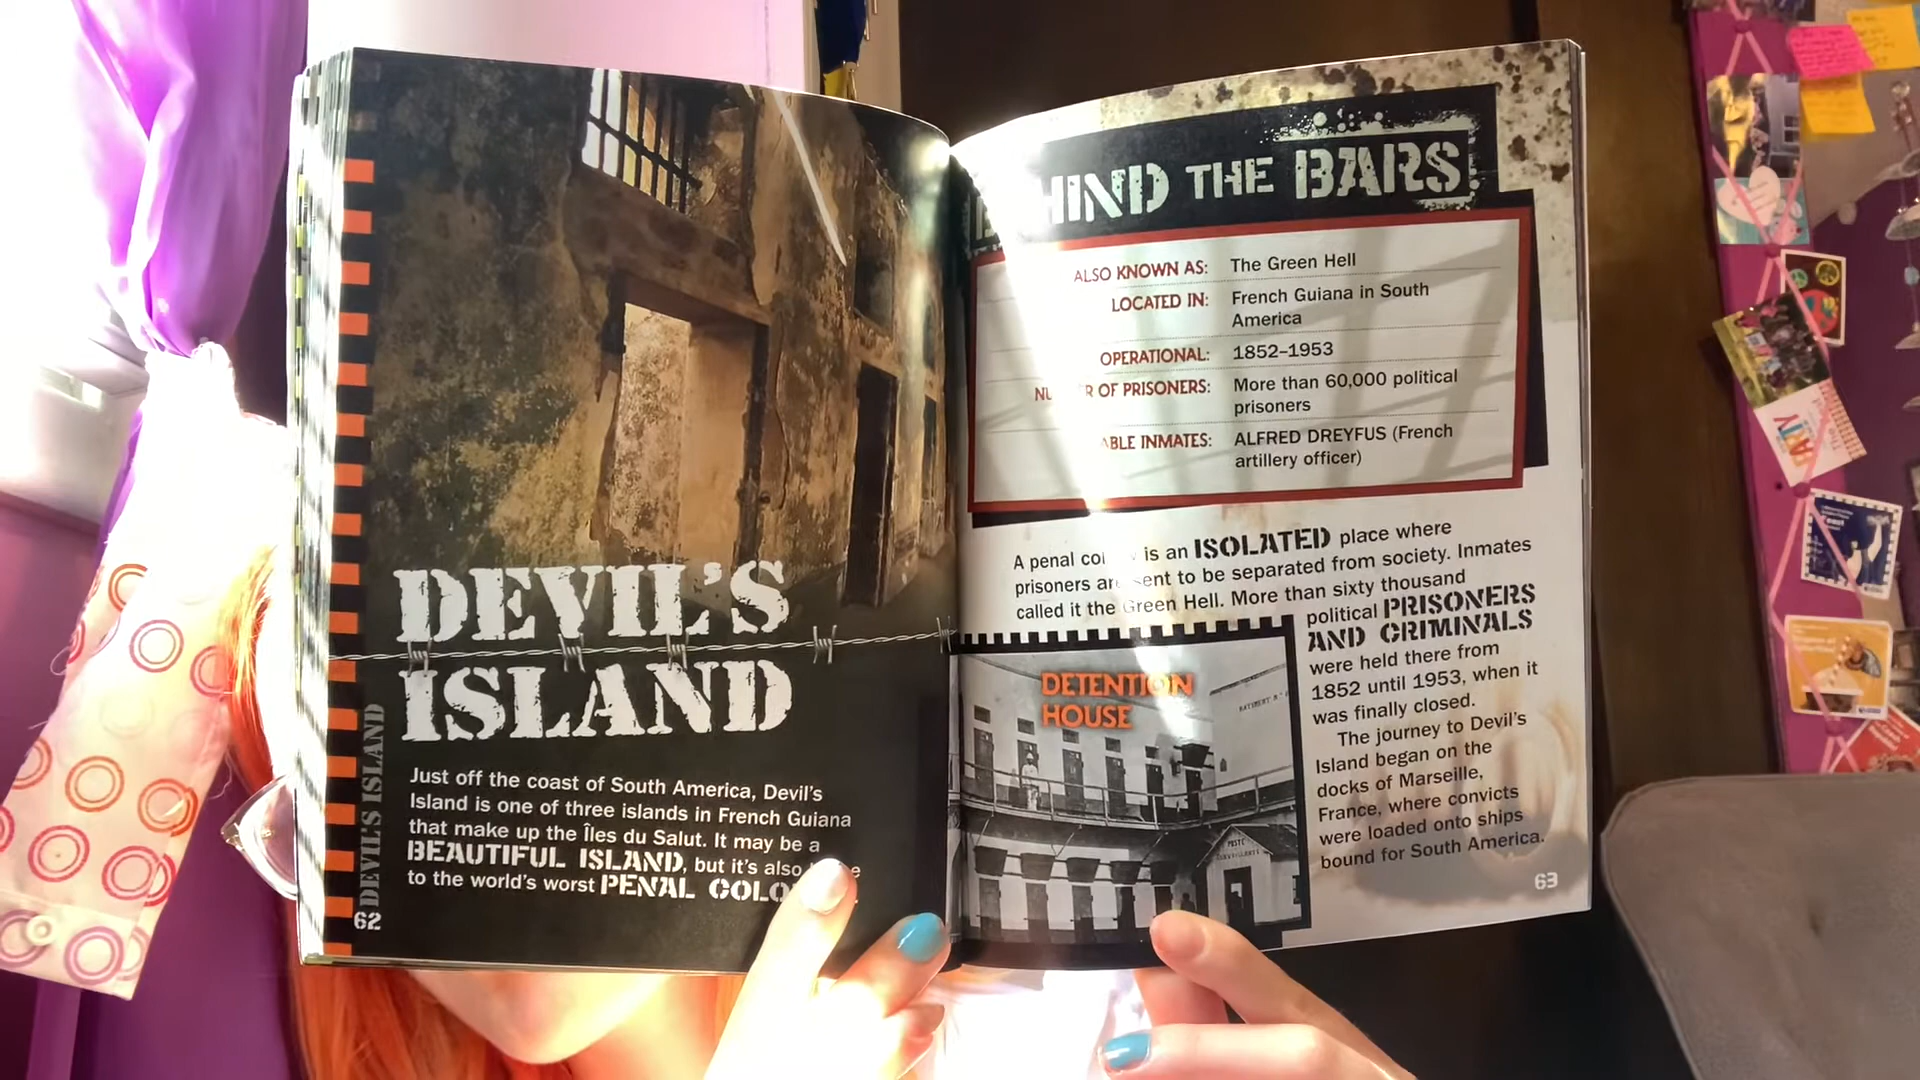 DEVIL'S
ISLAND
Just off the coast of South America, Devil's
Island is one of three islands in French Guiana
that make up the Îles du Salut. It may be a
BEAUTIFUL ISLAND, but it's also
to the world's worst PENAL
DEVIL'S ISLAND
62
THE BARS
ALSO KNOWN AS: The Green Hell
LOCATED IN: French Guiana in South
America
OPERATIONAL: 1852–1953
OF PRISONERS: More than 60,000 political
prisoners
INMATES: ALFRED DREYFUS (French
artillery officer)
A penal is an ISOLATED place where
prisoners are sent to be separated from society. Inmates
called it the Green Hell. More than sixty thousand
political PRISONERS
AND CRIMINALS
were held there from
1852 until 1953, when it
was finally closed.
The journey to Devil's
Island began on the
docks of Marseille,
France, where convicts
were loaded onto ships
bound for South America.
DETENTION
HOUSE
63